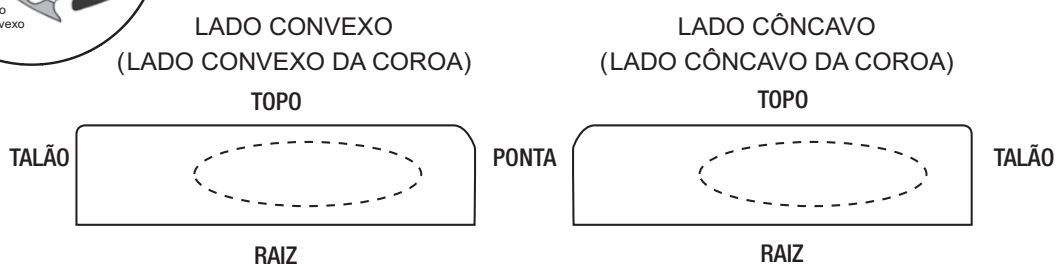 vexo
LADO CONVEXO
(LADO CONVEXO DA COROA)
TOPO
TALÃO
RAIZ
PONTA
LADO CÔNCAVO
(LADO CÔNCAVO DA COROA)
TOPO
TALÃO
RAIZ